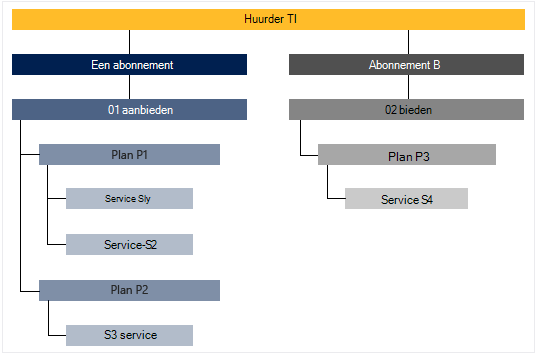 Huurder TI
Een abonnement
Abonnement B
01 aanbieden
02 bieden
Plan P1
Plan P3
Service Sly
Service S4
Service-S2
Plan P2
S3 service